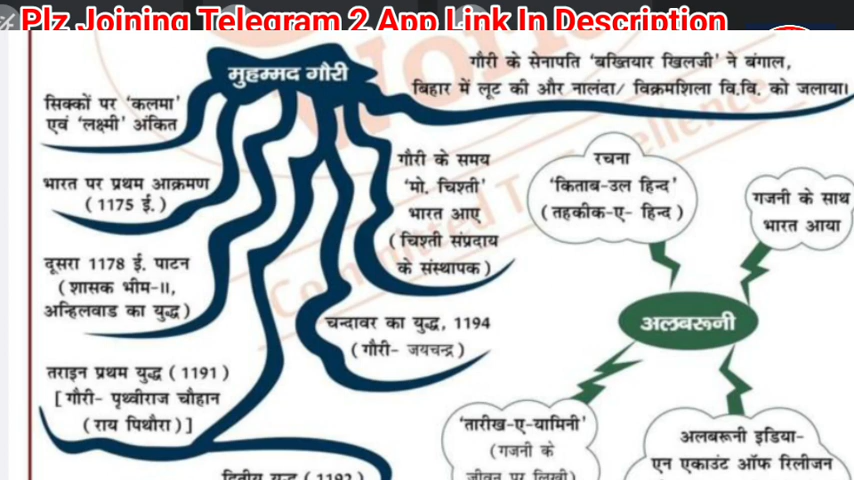 Plz Joining Telegram 2 App Link In Description
मुहम्मद गौरी
गौरी के सेनापति 'बख्तियार खिलजी' ने बंगाल,
बिहार में लूट की और नालंदा/ विक्रमशिला वि.वि. को जलाया।
सिक्कों पर 'कलमा'
एवं 'लक्ष्मी' अंकित
भारत पर प्रथम आक्रमण
(1175 ई.)
दूसरा 1178 ई. पाटन
(शासक भीम-II,
अन्हिलवाड का युद्ध)
तराइन प्रथम युद्ध (1191)
[गौरी- पृथ्वीराज चौहान
(राय पिथौरा)]
द्वितीय युद्ध (1192)
गौरी के समय
'मो. चिश्ती'
भारत आए
(चिश्ती संप्रदाय
के संस्थापक)
चन्दावर का युद्ध, 1194
(गौरी- जयचन्द्र)
रचना
'किताब-उल हिन्द'
(तहकीक-ए- हिन्द)
गजनी के साथ
भारत आया
अलबरूनी
'तारीख-ए-यामिनी'
(गजनी के
जीवन पर लिखी)
अलबरूनी इंडिया-
एन एकाउंट ऑफ रिलीजन